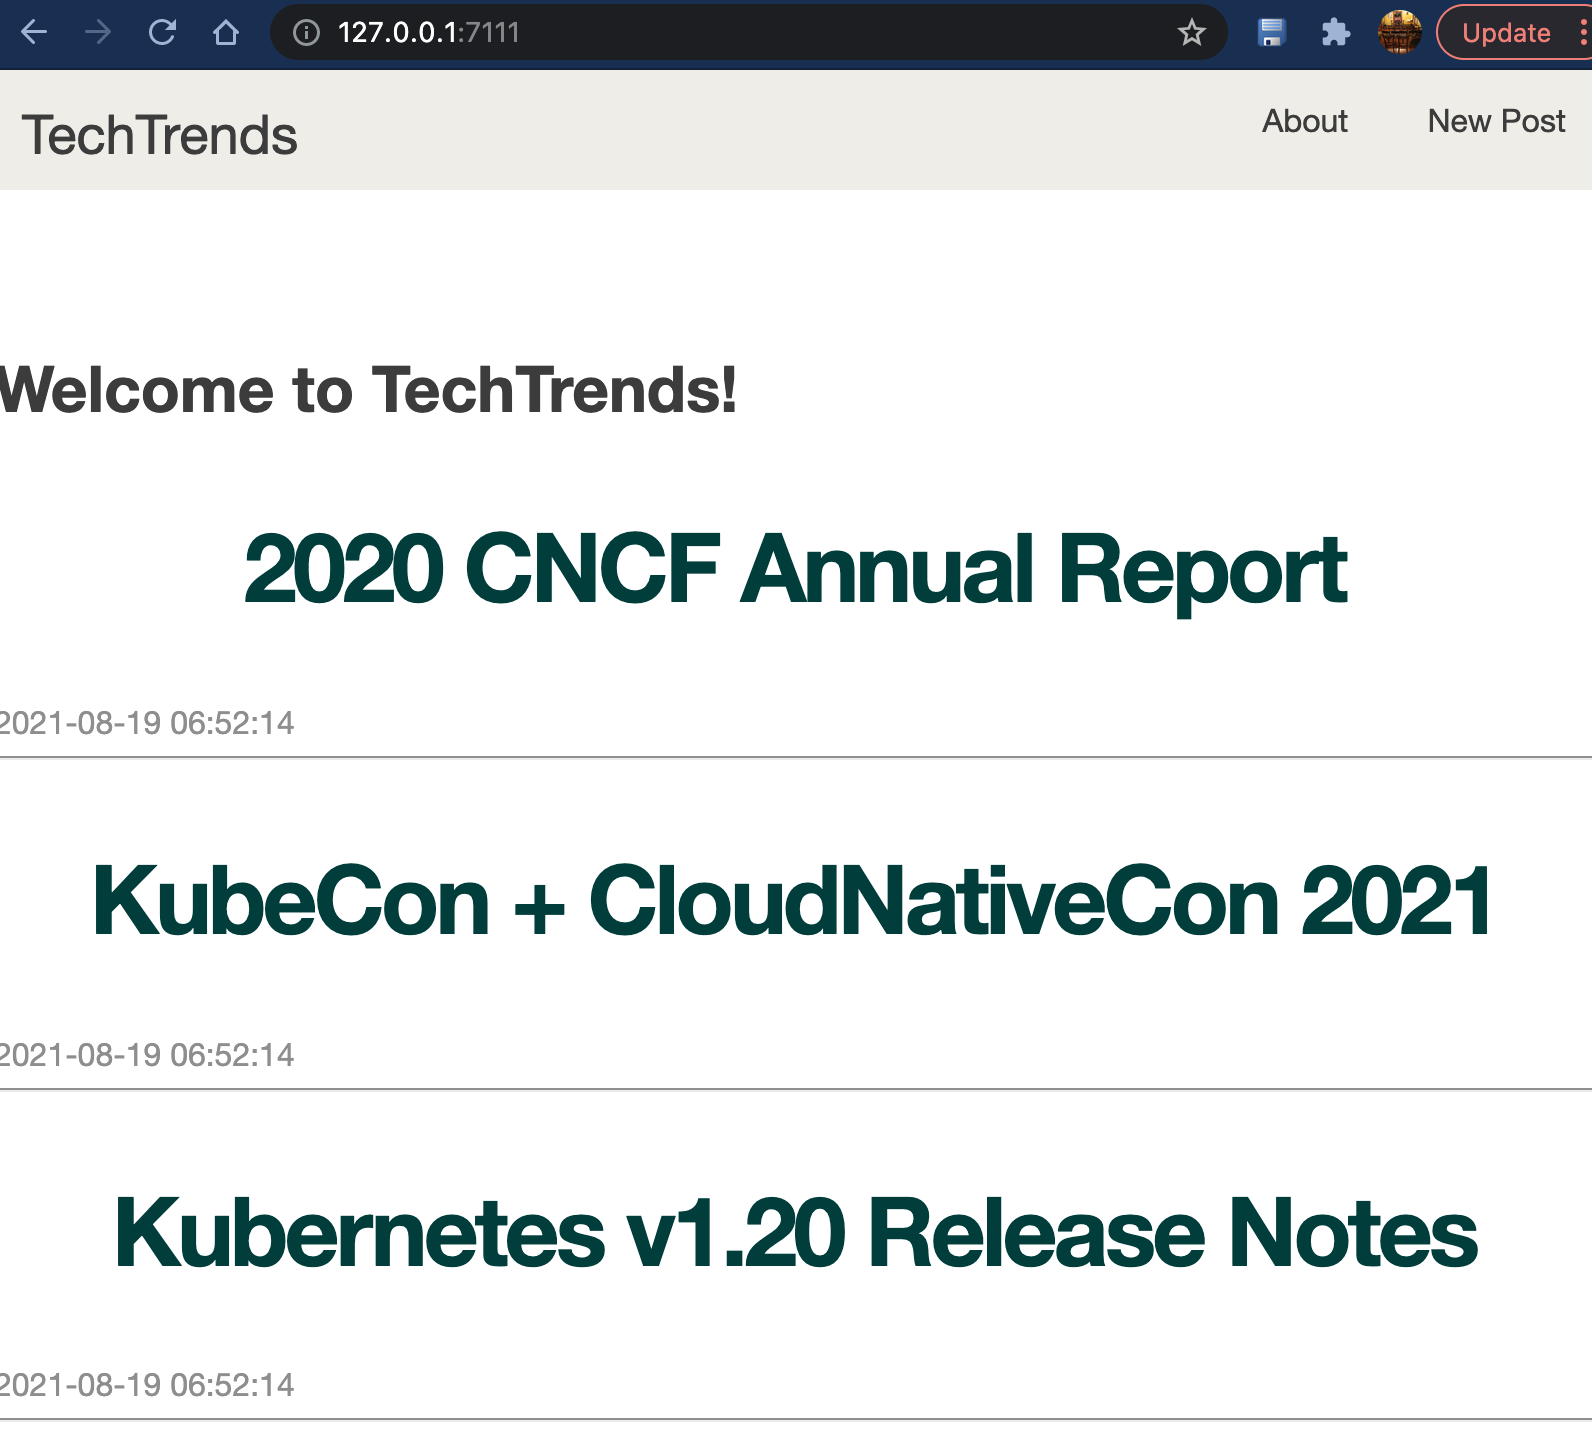 127.0.0.1:7111
Update
TechTrends
About
New Post
Welcome to TechTrends!
2020 CNCF Annual Report
2021-08-19 06:52:14
KubeCon + CloudNativeCon 2021
2021-08-19 06:52:14
Kubernetes v1.20 Release Notes
2021-08-19 06:52:14